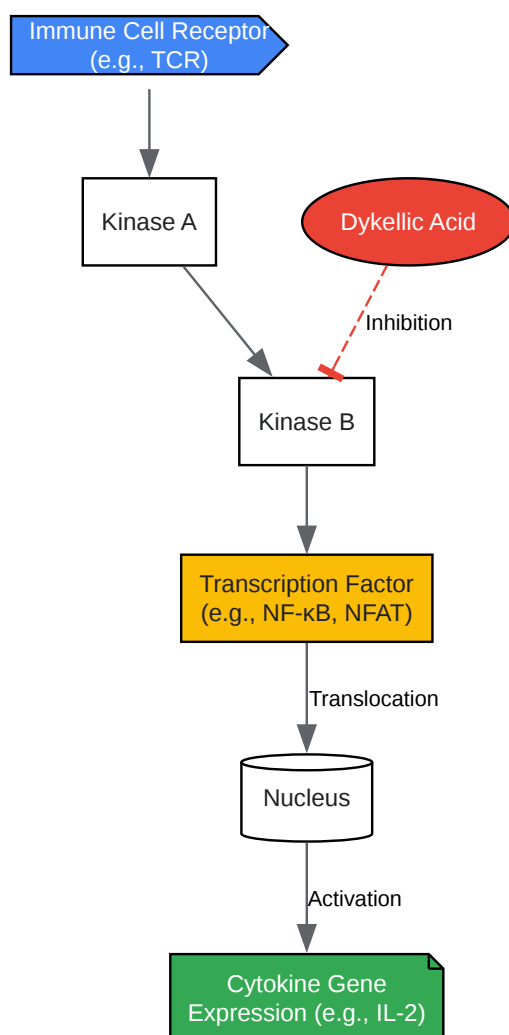 Immune Cell Receptor
(e.g., TCR)
Kinase A
Dykellic Acid
Inhibition
Kinase B
Transcription Factor
(e.g., NF-κB, NFAT)
Translocation
Nucleus
Activation
Cytokine Gene
Expression (e.g., IL-2)